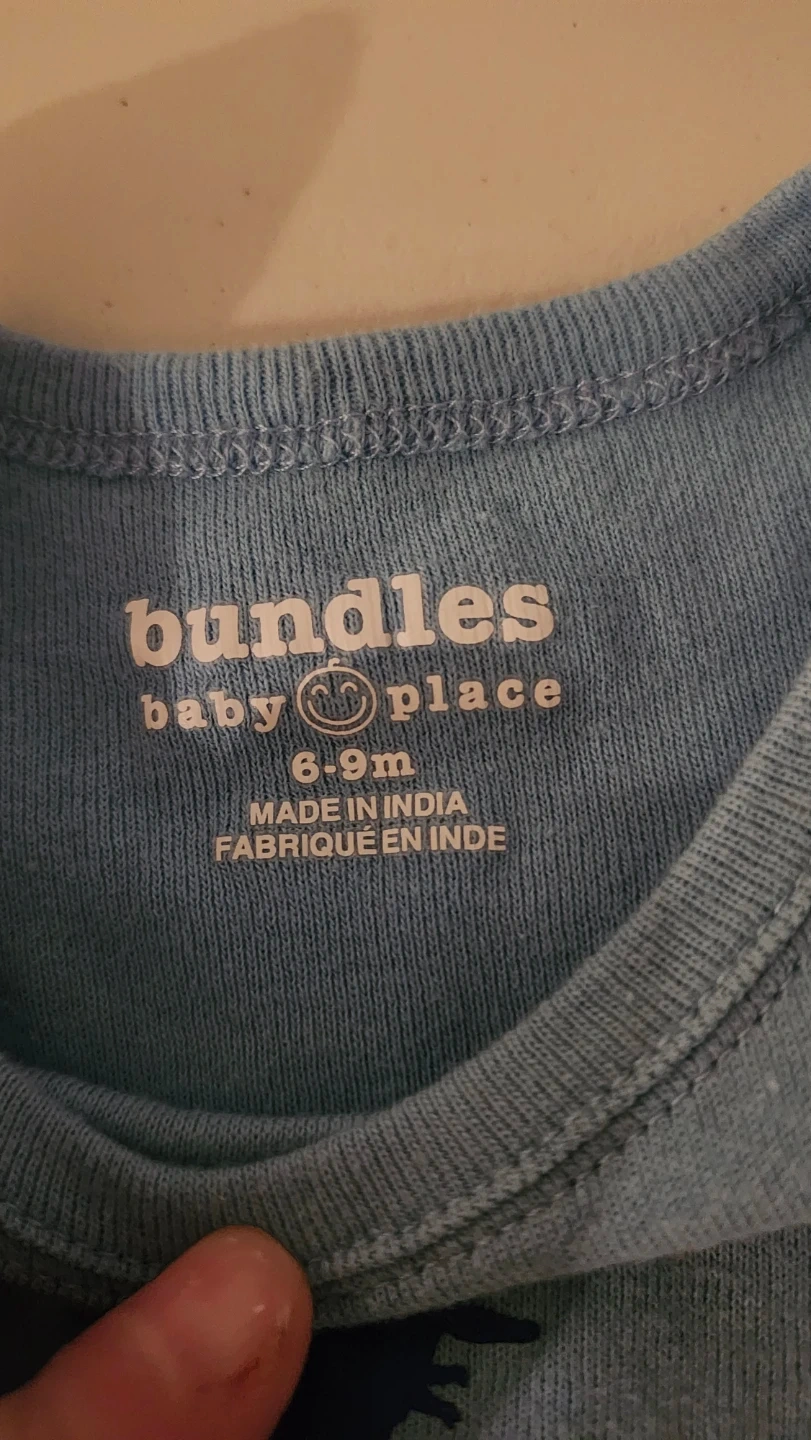 bundles
baby place
6-9m
MADE IN INDIA
FABRIQUÉ EN INDE